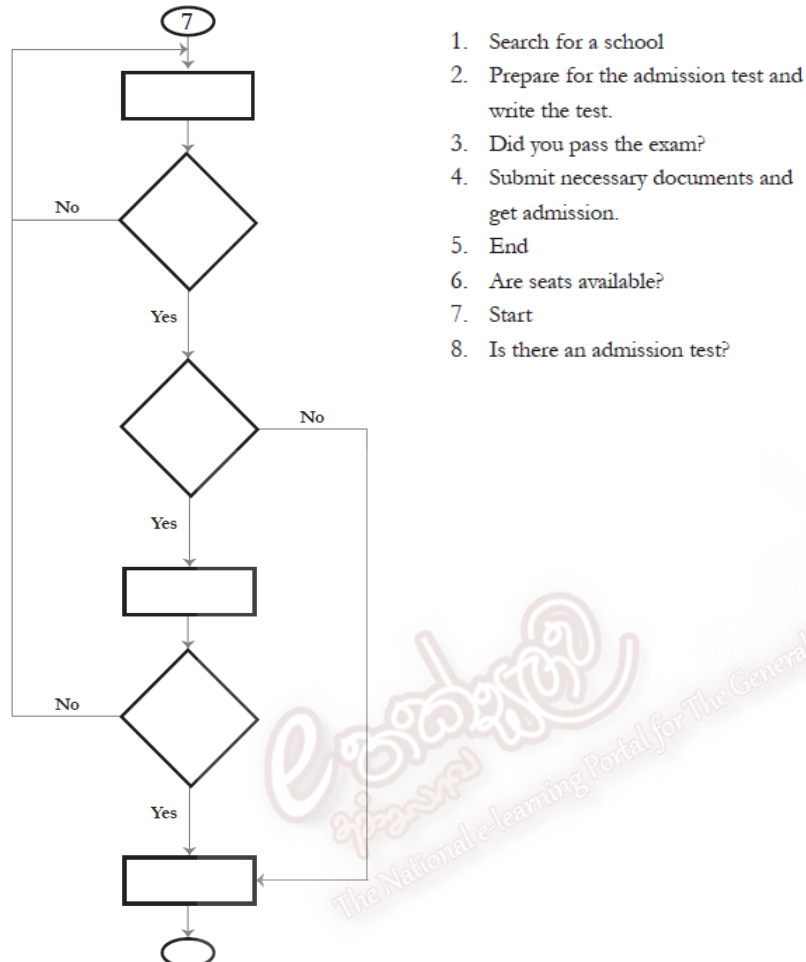 7
No
Yes
No
Yes
No
Yes
1. Search for a school
2. Prepare for the admission test and
write the test.
3. Did you pass the exam?
4. Submit necessary documents and
get admission.
5. End
6. Are seats available?
7. Start
8. Is there an admission test?
The National e-learning Portal for The General